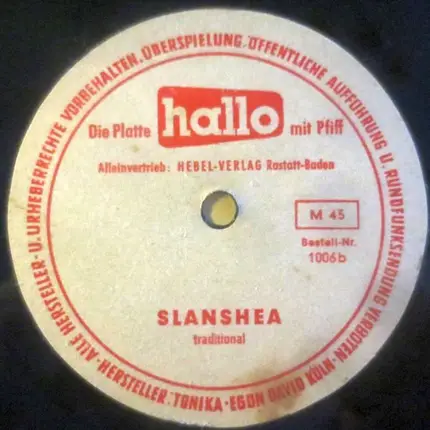 ALLE HERSTELLER- U. URHEBERRECHTE VORBEHALTEN. ÜBERSPIELUNG, ÖFFENTLICHE AUFFÜHRUNG U. RUNDFUNKSENDUNG VERBOTEN · HERSTELLER: TONIKA · EGON DAVID KÖLN ·
Die Platte hallo mit Pfiff
Alleinvertrieb: HEBEL-VERLAG Rastatt-Baden
M 45
Bestell-Nr.
1006b
SLANSHEA
traditional